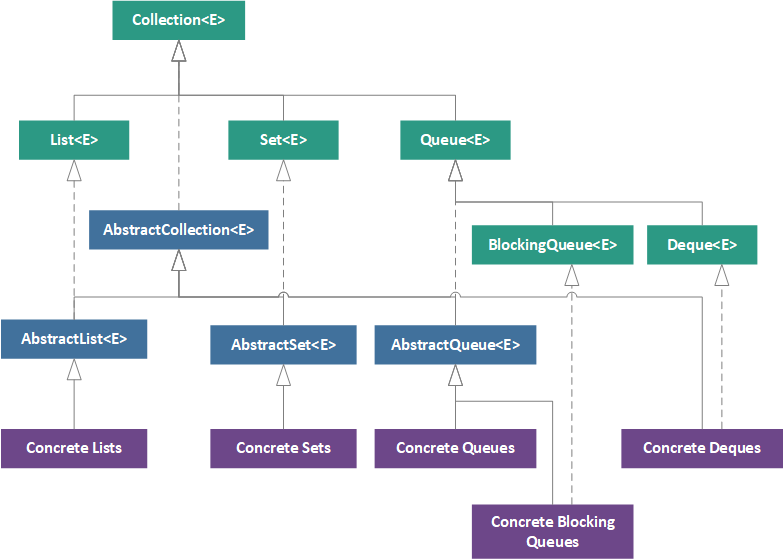 Collection<E>
List<E>
Set<E>
Queue<E>
AbstractCollection<E>
BlockingQueue<E>
Deque<E>
AbstractList<E>
AbstractSet<E>
AbstractQueue<E>
Concrete Lists
Concrete Sets
Concrete Queues
Concrete Deques
Concrete Blocking
Queues